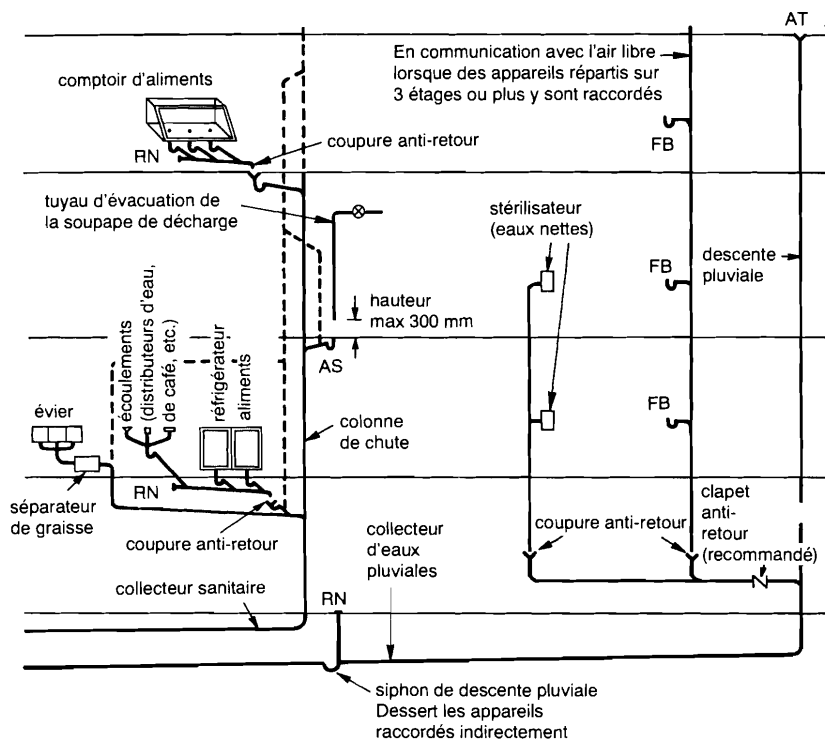 AT
En communication avec l'air libre
lorsque des appareils répartis sur
3 étages ou plus y sont raccordés
comptoir d'aliments
RN
coupure anti-retour
FB
tuyau d'évacuation de
la soupape de décharge
stérilisateur
(eaux nettes)
FB
descente
pluviale
hauteur
max 300 mm
AS
écoulements
(distributeurs d'eau,
de café, etc.)
réfrigérateur
aliments
évier
FB
colonne
de chute
RN
séparateur
de graisse
coupure anti-retour
coupure anti-retour
clapet
anti-
retour
(recommandé)
collecteur
d'eaux
pluviales
collecteur sanitaire
RN
siphon de descente pluviale
Dessert les appareils
raccordés indirectement